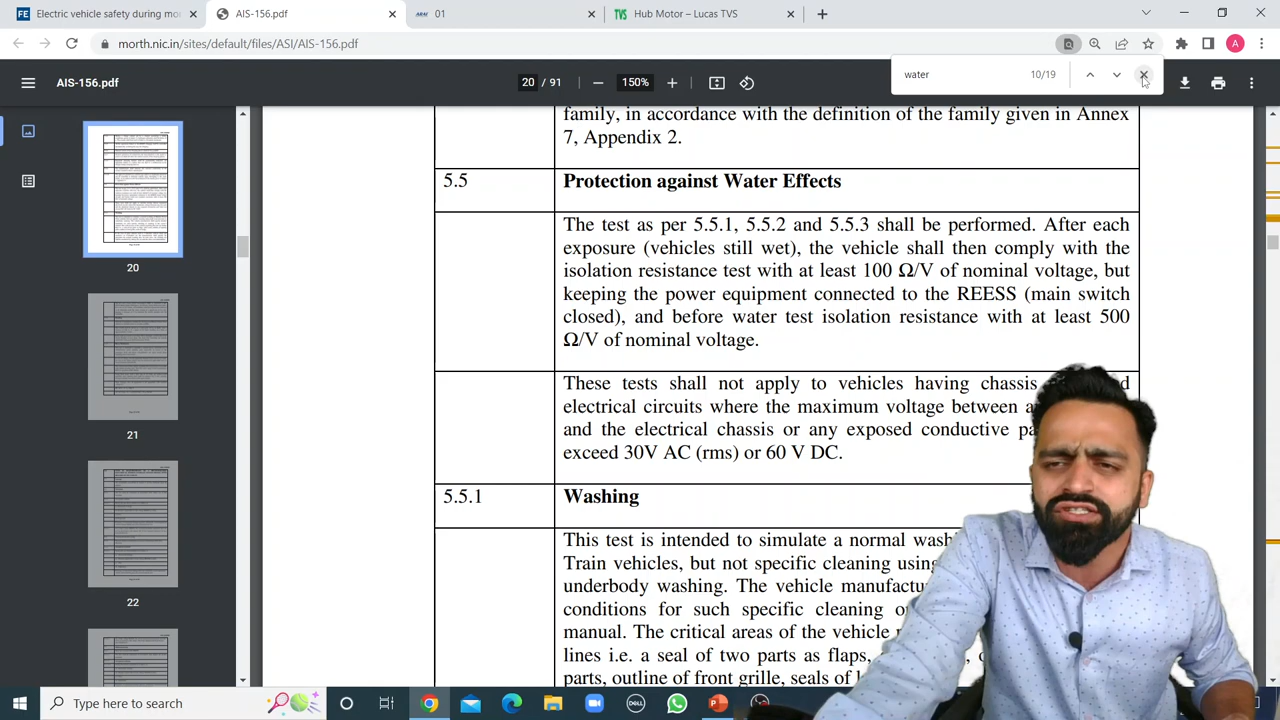 Electric vehicle safety during mo
AIS-156.pdf
01
Hub Motor – Lucas TVS
morth.nic.in/sites/default/files/ASI/AIS-156.pdf
water
10/19
AIS-156.pdf
20 / 91
150%
20
21
22
family, in accordance with the definition of the family given in Annex
7, Appendix 2.
5.5 Protection against Water Effects
The test as per 5.5.1, 5.5.2 and 5.5.3 shall be performed. After each
exposure (vehicles still wet), the vehicle shall then comply with the
isolation resistance test with at least 100 Ω/V of nominal voltage, but
keeping the power equipment connected to the REESS (main switch
closed), and before water test isolation resistance with at least 500
Ω/V of nominal voltage.
These tests shall not apply to vehicles having chassis
electrical circuits where the maximum voltage between
and the electrical chassis or any exposed conductive
exceed 30V AC (rms) or 60 V DC.
5.5.1 Washing
This test is intended to simulate a normal
Train vehicles, but not specific cleaning using
underbody washing. The vehicle
conditions for such specific cleaning
manual. The critical areas of the vehicle
lines i.e. a seal of two parts as flaps,
parts, outline of front grille, seals of
Type here to search